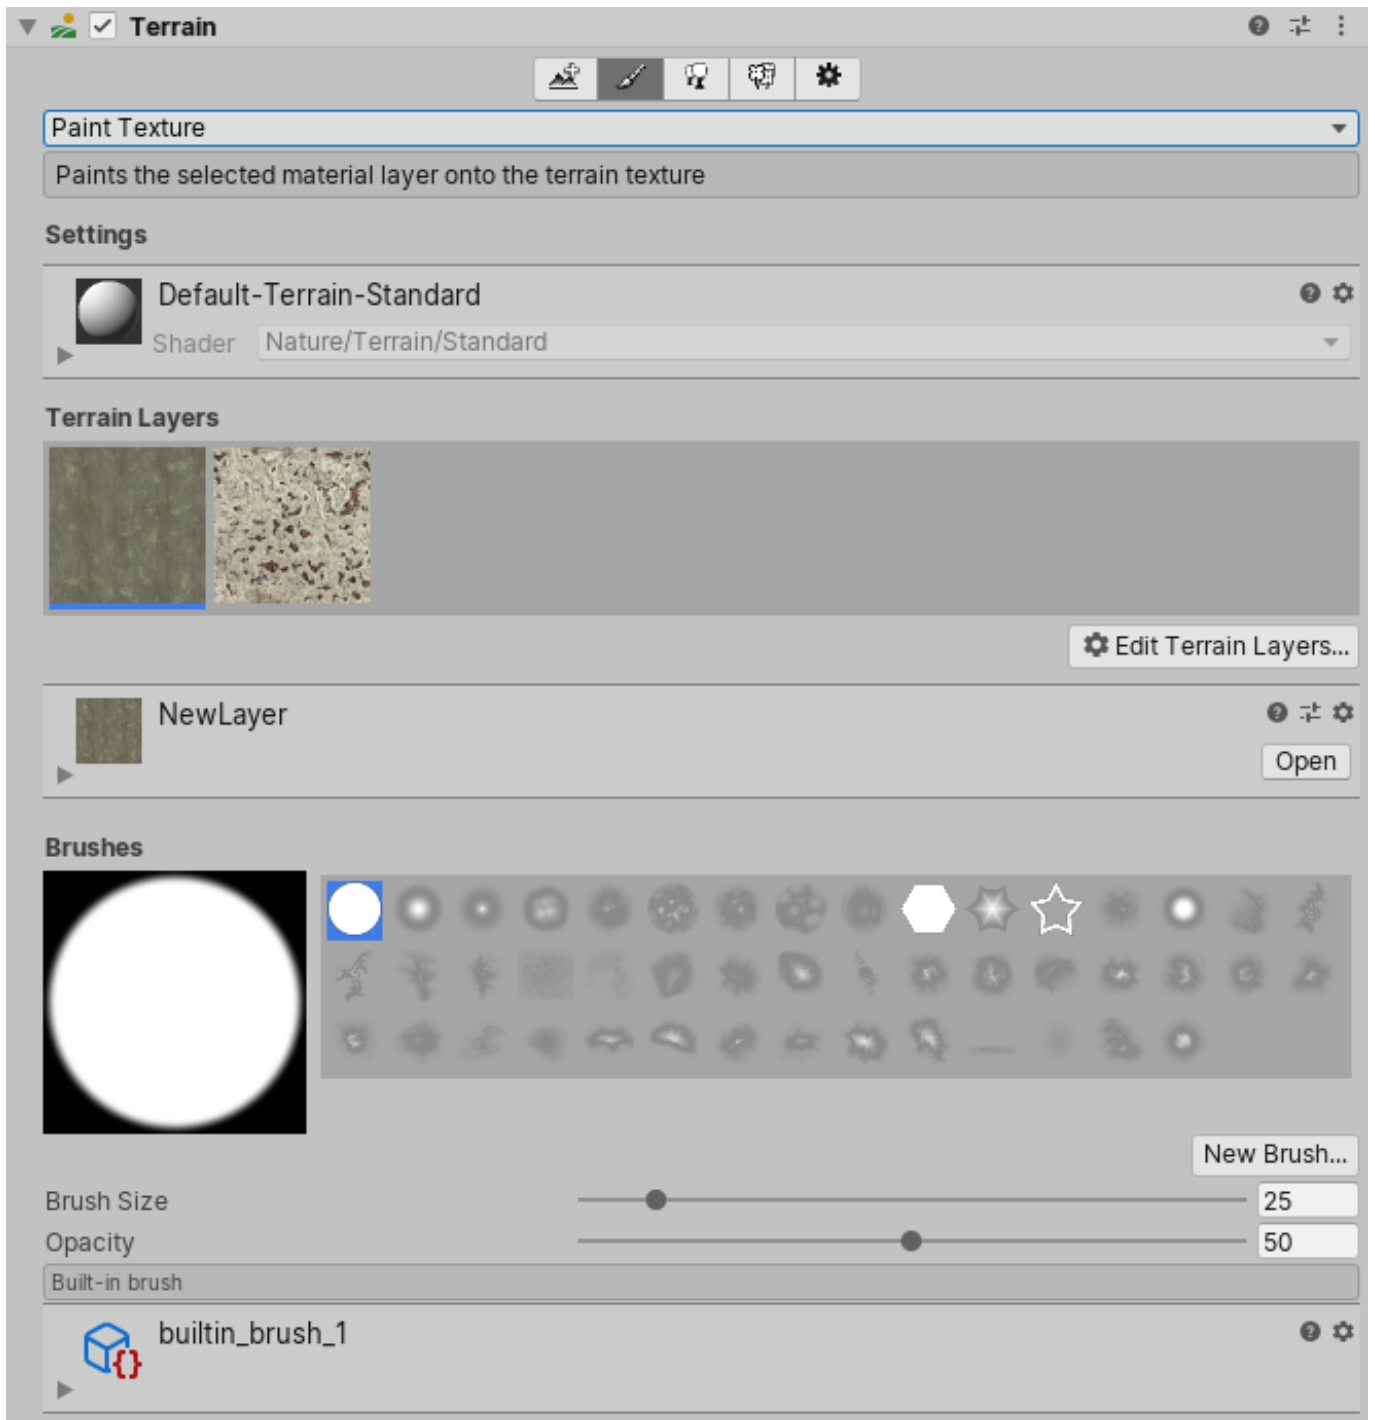 Terrain
Paint Texture
Paints the selected material layer onto the terrain texture
Settings
Default-Terrain-Standard
Shader Nature/Terrain/Standard
Terrain Layers
Edit Terrain Layers...
NewLayer
Open
Brushes
New Brush...
Brush Size 25
Opacity 50
Built-in brush
builtin_brush_1